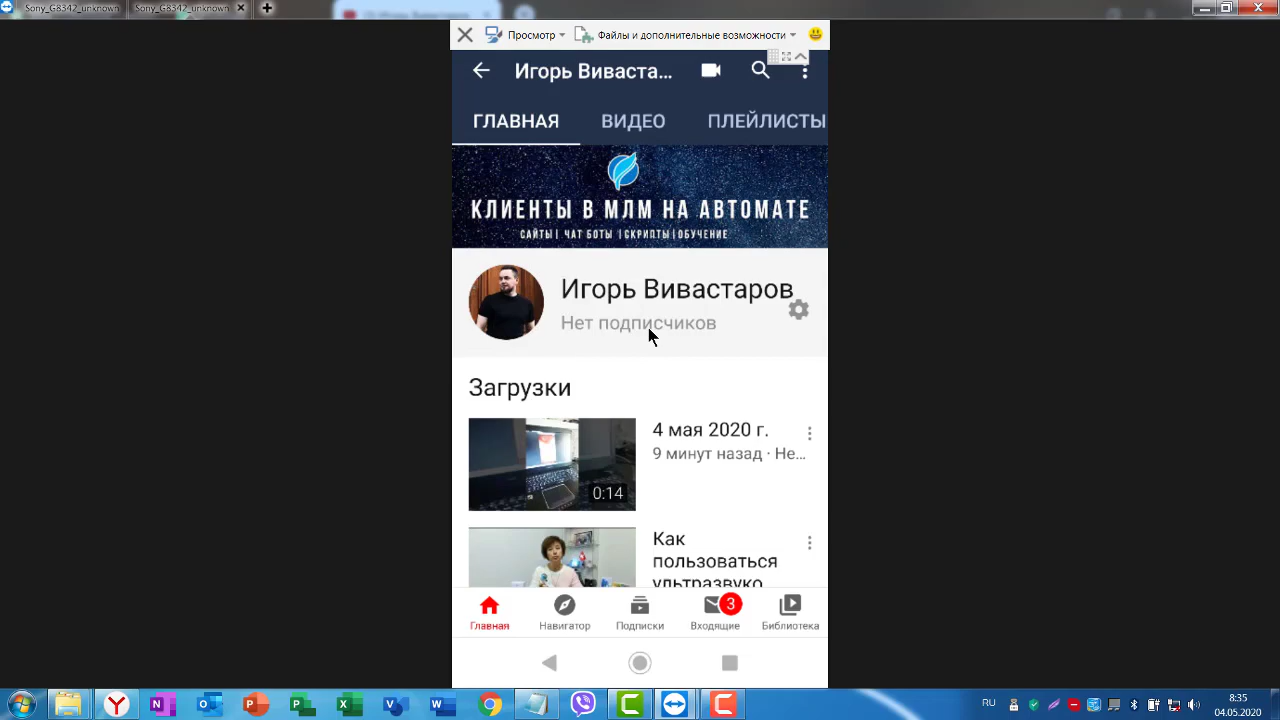 Sony_G8342_unknown
Sony_G8342_unknown
Просмотр
Файлы и дополнительные возможности
Игорь Виваста...
ГЛАВНАЯ
ВИДЕО
ПЛЕЙЛИСТЫ
КЛИЕНТЫ В МЛМ НА АВТОМАТЕ
САЙТЫ | ЧАТ БОТЫ | СКРИПТЫ | ОБУЧЕНИЕ
Игорь Вивастаров
Нет подписчиков
Загрузки
4 мая 2020 г.
9 минут назад · Не...
0:14
Как
пользоваться
ультразвуко
3
Главная
Навигатор
Подписки
Входящие
Библиотека
RU
8:35
04.05.2020